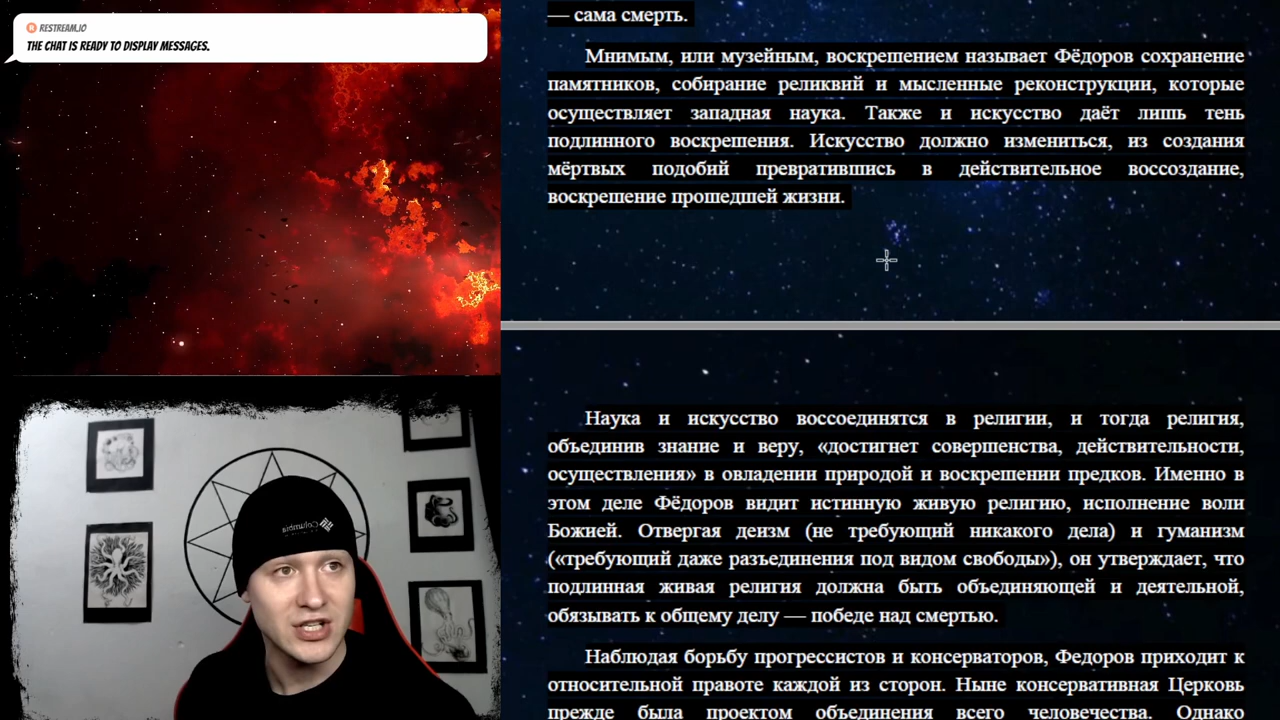 RESTREAM.IO
THE CHAT IS READY TO DISPLAY MESSAGES.
— сама смерть.
Мнимым, или музейным, воскрешением называет Фёдоров сохранение
памятников, собирание реликвий и мысленные реконструкции, которые
осуществляет западная наука. Также и искусство даёт лишь тень
подлинного воскрешения. Искусство должно измениться, из создания
мёртвых подобий превратившись в действительное воссоздание,
воскрешение прошедшей жизни.
Наука и искусство воссоединятся в религии, и тогда религия,
объединив знание и веру, «достигнет совершенства, действительности,
осуществления» в овладении природой и воскрешении предков. Именно в
этом деле Фёдоров видит истинную живую религию, исполнение воли
Божией. Отвергая деизм (не требующий никакого дела) и гуманизм
(«требующий даже разъединения под видом свободы»), он утверждает, что
подлинная живая религия должна быть объединяющей и деятельной,
обязывать к общему делу — победе над смертью.
Наблюдая борьбу прогрессистов и консерваторов, Федоров приходит к
относительной правоте каждой из сторон. Ныне консервативная Церковь
прежде была проектом объединения всего человечества. Однако
Columbia